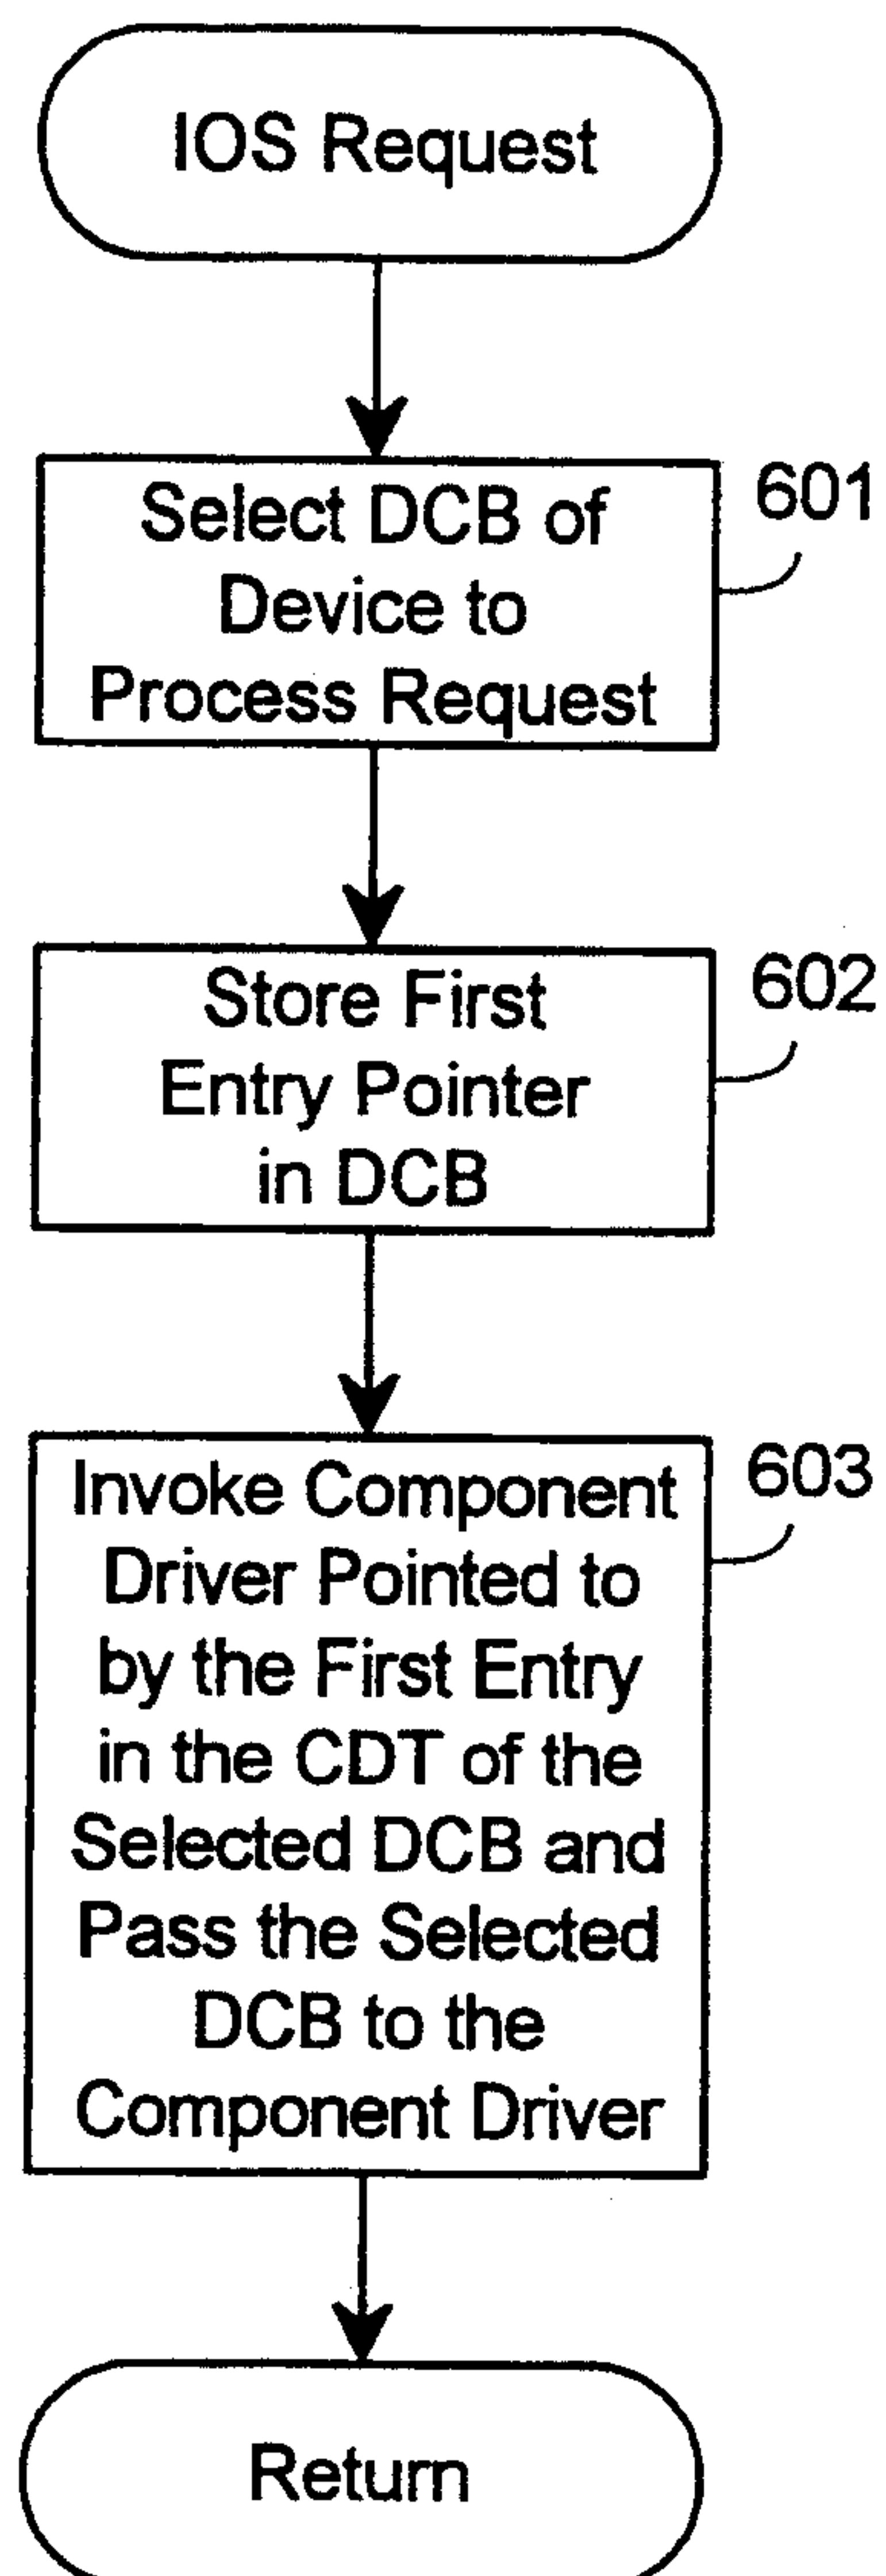 IOS Request
Select DCB of
Device to
Process Request
601
Store First
Entry Pointer
in DCB
602
Invoke Component
Driver Pointed to
by the First Entry
in the CDT of the
Selected DCB and
Pass the Selected
DCB to the
Component Driver
603
Return